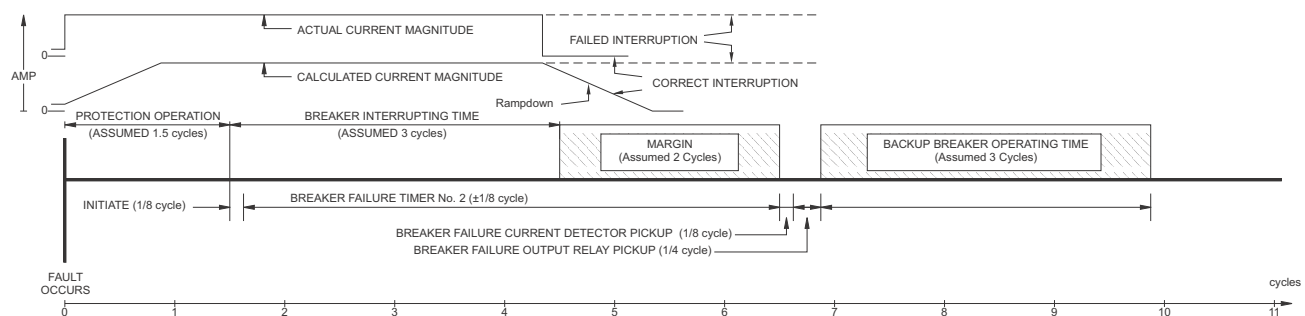 ACTUAL CURRENT MAGNITUDE
FAILED INTERRUPTION
0
AMP
CALCULATED CURRENT MAGNITUDE
CORRECT INTERRUPTION
Rampdown
0
PROTECTION OPERATION
(ASSUMED 1.5 cycles)
BREAKER INTERRUPTING TIME
(ASSUMED 3 cycles)
MARGIN
(Assumed 2 Cycles)
BACKUP BREAKER OPERATING TIME
(Assumed 3 Cycles)
INITIATE (1/8 cycle)
BREAKER FAILURE TIMER No. 2 (±1/8 cycle)
BREAKER FAILURE CURRENT DETECTOR PICKUP (1/8 cycle)
BREAKER FAILURE OUTPUT RELAY PICKUP (1/4 cycle)
FAULT
OCCURS
cycles
0 1 2 3 4 5 6 7 8 9 10 11